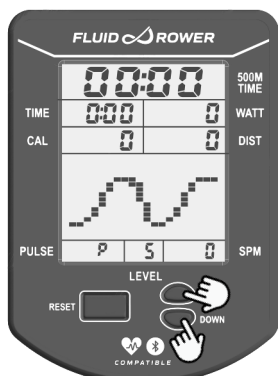 FLUID ROWER
00:00 500M
TIME
TIME 0:00 0 WATT
CAL 0 0 DIST
PULSE P 5 0 SPM
LEVEL
RESET
DOWN
COMPATIBLE